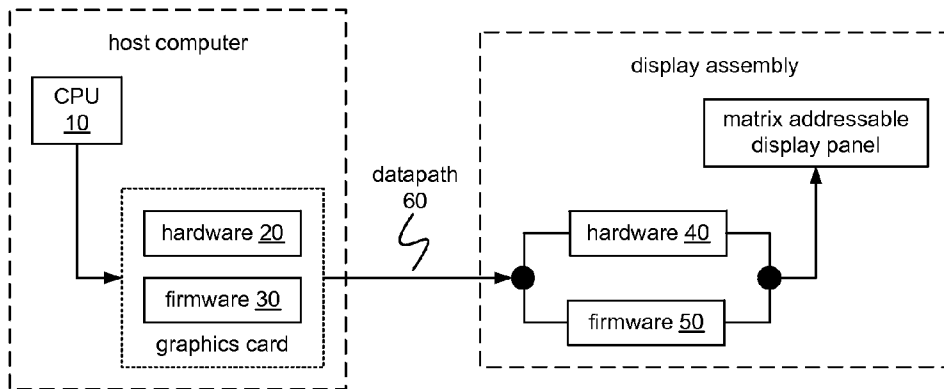 host computer
CPU
10
hardware 20
firmware 30
graphics card
datapath
60
display assembly
matrix addressable
display panel
hardware 40
firmware 50